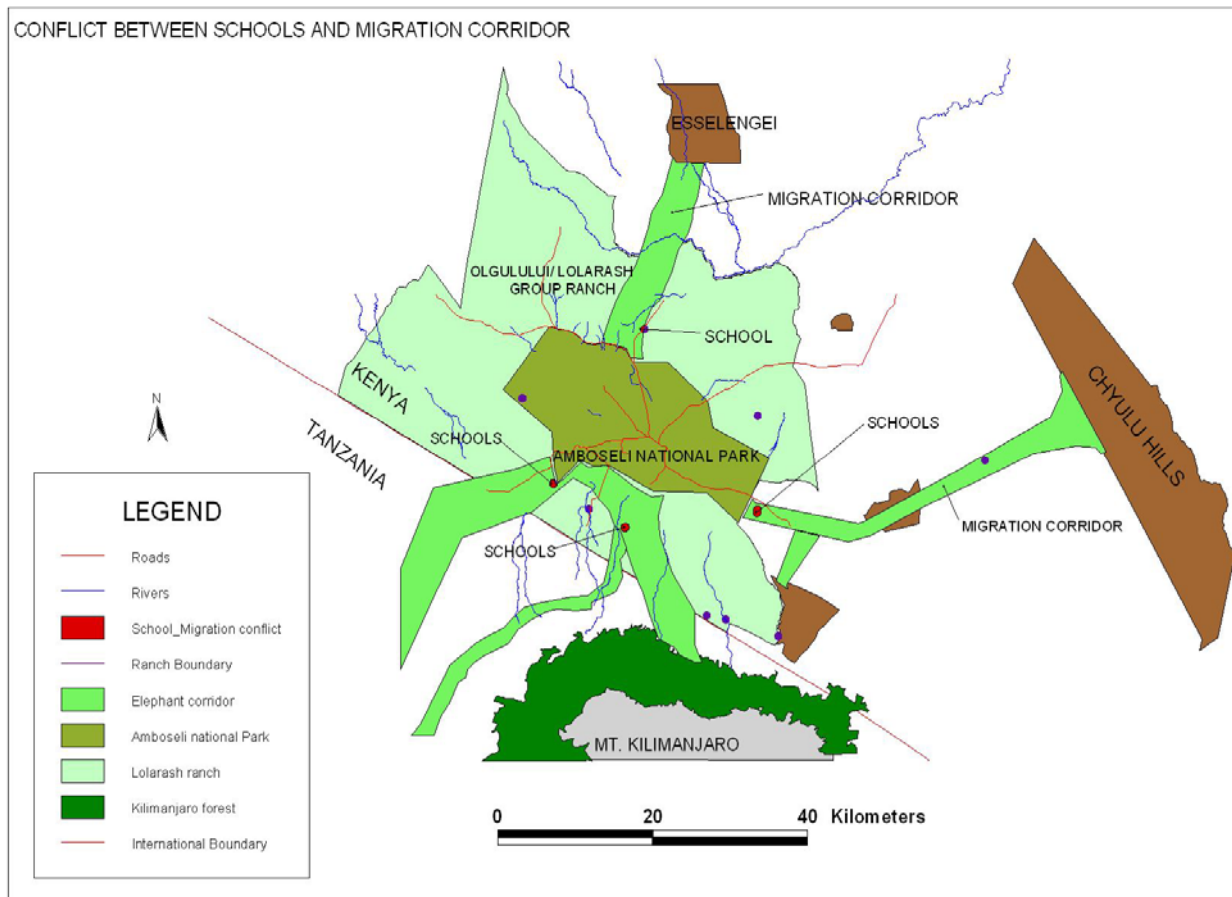 CONFLICT BETWEEN SCHOOLS AND MIGRATION CORRIDOR
ESSELENGEI
MIGRATION CORRIDOR
OLGULULUI/ LOLARASH
GROUP RANCH
SCHOOL
KENYA
TANZANIA
SCHOOLS
AMBOSELI NATIONAL PARK
SCHOOLS
CHYULU HILLS
MIGRATION CORRIDOR
SCHOOLS
MT. KILIMANJARO
N
LEGEND
Roads
Rivers
School_Migration conflict
Ranch Boundary
Elephant corridor
Amboseli national Park
Lolarash ranch
Kilimanjaro forest
International Boundary
0 20 40 Kilometers